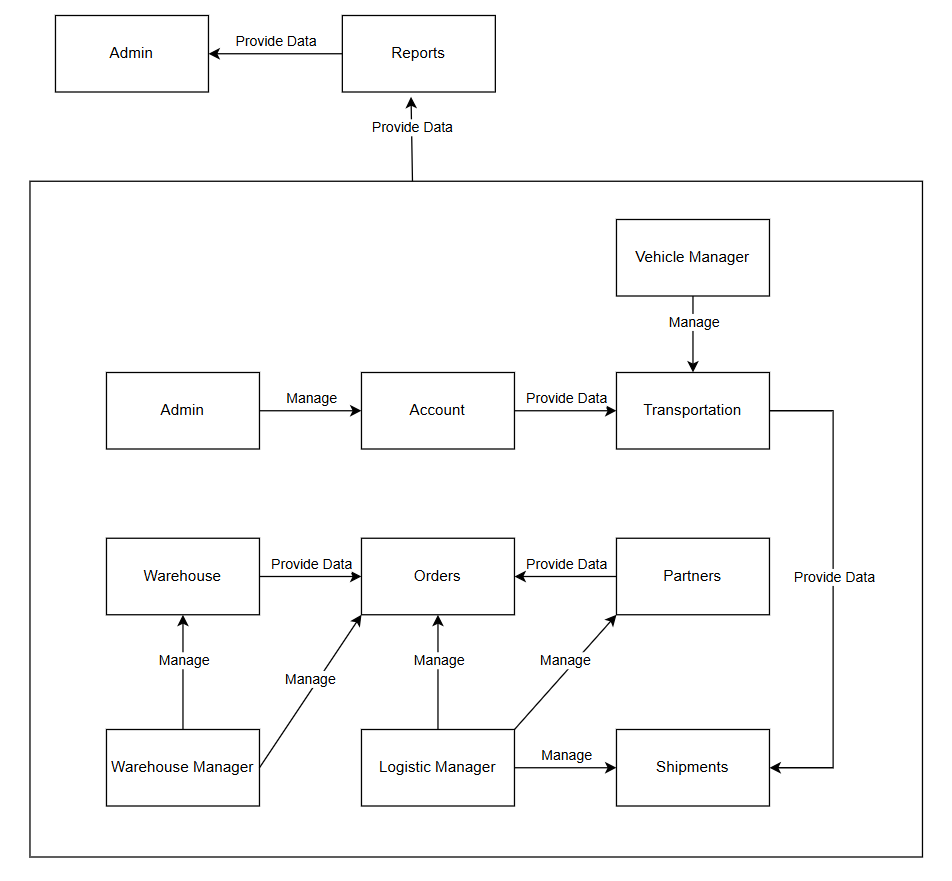 Admin
Provide Data
Reports
Provide Data
Vehicle Manager
Manage
Admin
Manage
Account
Provide Data
Transportation
Warehouse
Provide Data
Orders
Provide Data
Partners
Provide Data
Manage
Manage
Manage
Manage
Warehouse Manager
Logistic Manager
Manage
Shipments